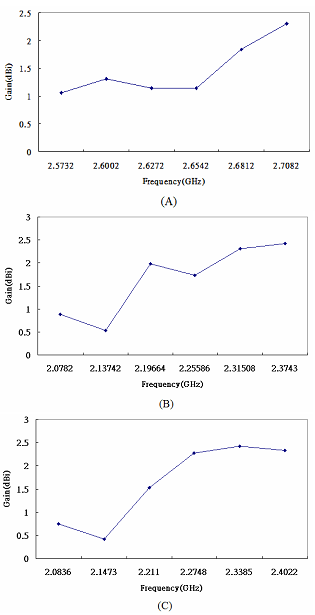 2.5
2
1.5
1
0.5
0
Gain(dBi)
2.5732 2.6002 2.6272 2.6542 2.6812 2.7082
Frequency(GHz)
(A)
3
2.5
2
1.5
1
0.5
0
Gain(dBi)
2.0782 2.13742 2.19664 2.25586 2.31508 2.3743
Frequency(GHz)
(B)
3
2.5
2
1.5
1
0.5
0
Gain(dBi)
2.0836 2.1473 2.211 2.2748 2.3385 2.4022
Frequency(GHz)
(C)